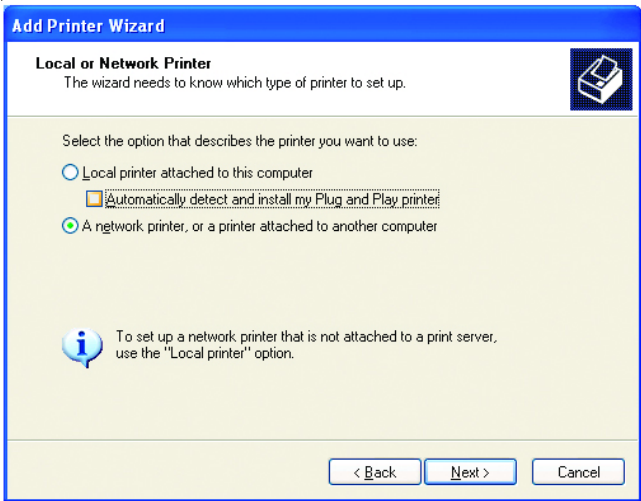 Add Printer Wizard
Local or Network Printer
The wizard needs to know which type of printer to set up.
Select the option that describes the printer you want to use:
Local printer attached to this computer
Automatically detect and install my Plug and Play printer
A network printer, or a printer attached to another computer
To set up a network printer that is not attached to a print server,
use the "Local printer" option.
< Back
Next >
Cancel